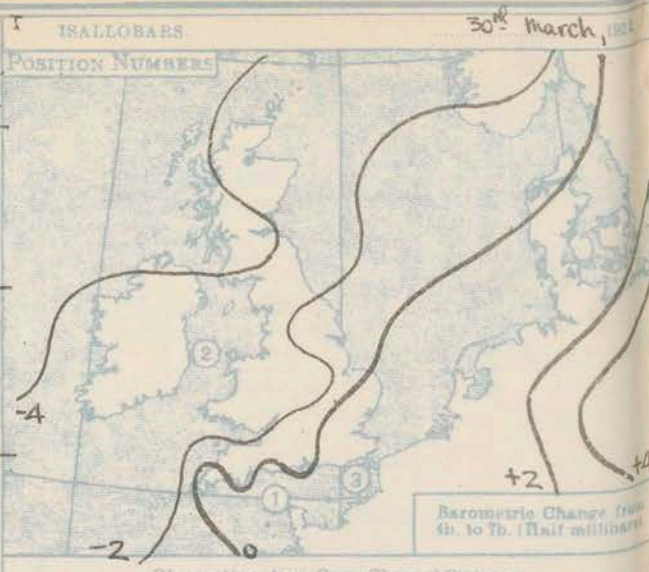 I
ISALLOBARS
30nd March, 192
POSITION NUMBERS
2
-4
1
3
+2
+4
-2
0
Barometric Change from
4h. to 7h. (Half millibars)